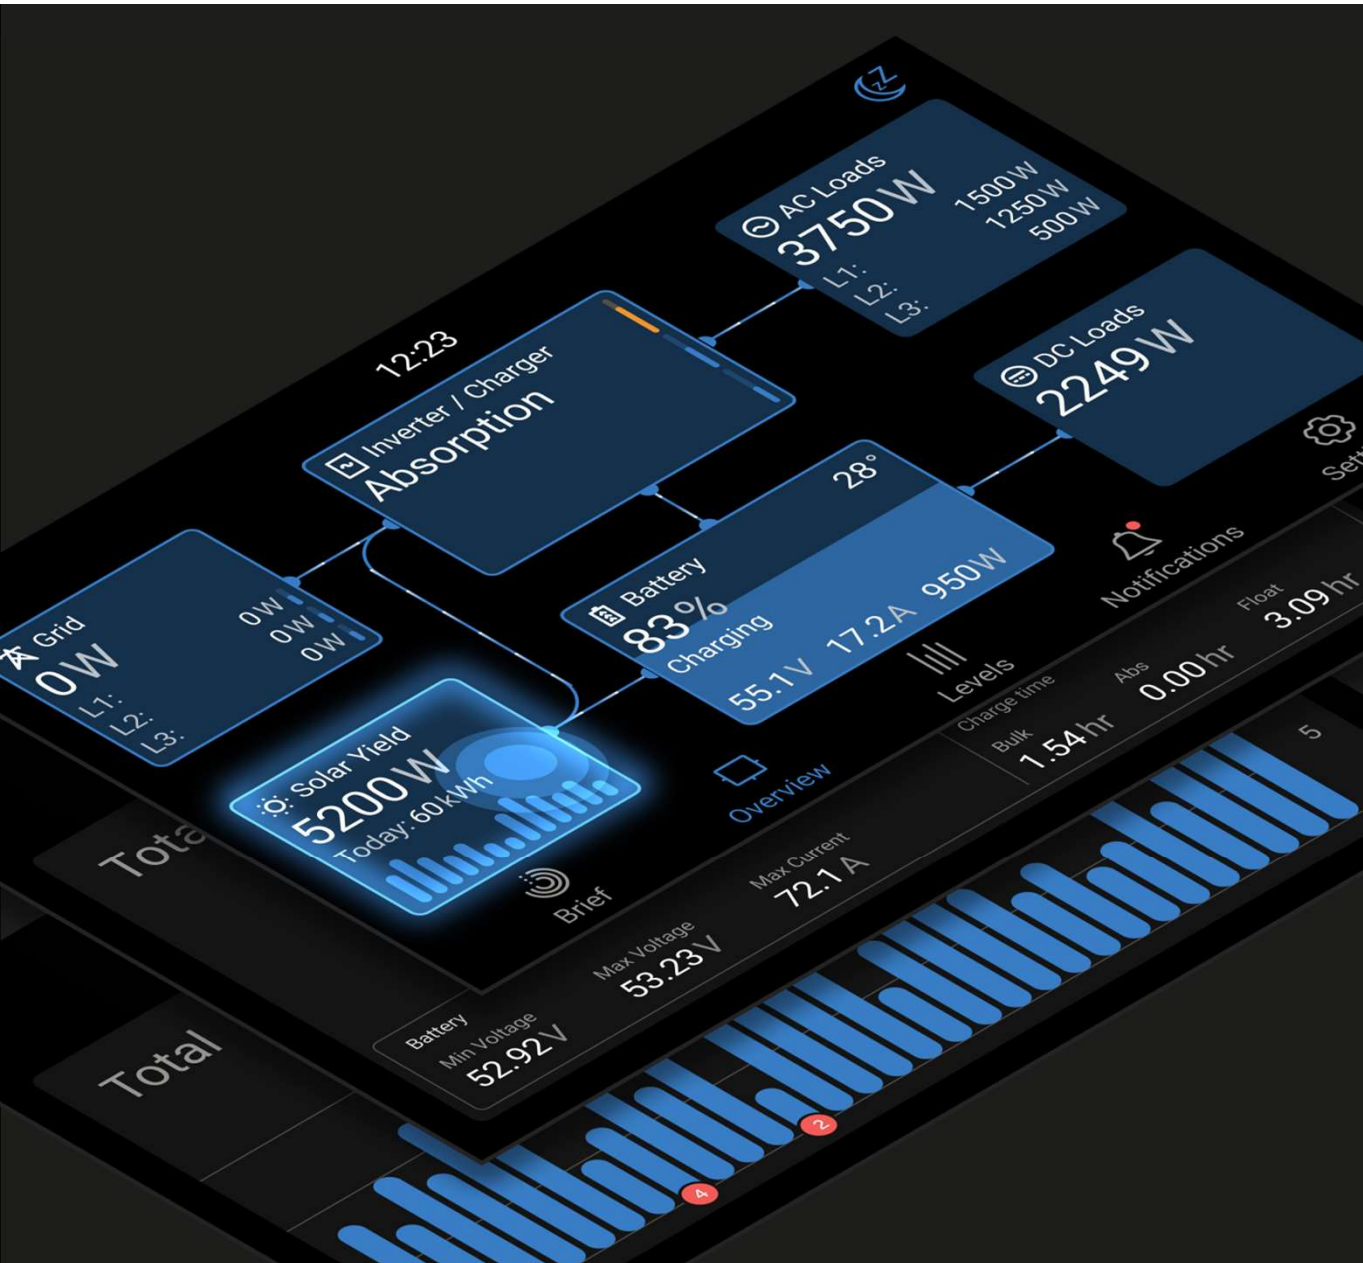 12:23
AC Loads
3750W
L1: 1500W
L2: 1250W
L3: 500W
DC Loads
2249W
Inverter / Charger
Absorption
Grid
0W
L1: 0W
L2: 0W
L3: 0W
Battery 28°
83%
Charging
55.1V 17.2A 950W
Solar Yield
5200W
Today: 60kWh
Brief
Overview
Levels
Notifications
Sett
Tota
Battery
Min Voltage
52.92V
Max Voltage
53.23V
Max Current
72.1 A
Charge time
Bulk
1.54hr
Abs
0.00hr
Float
3.09hr
Total
5
4
2